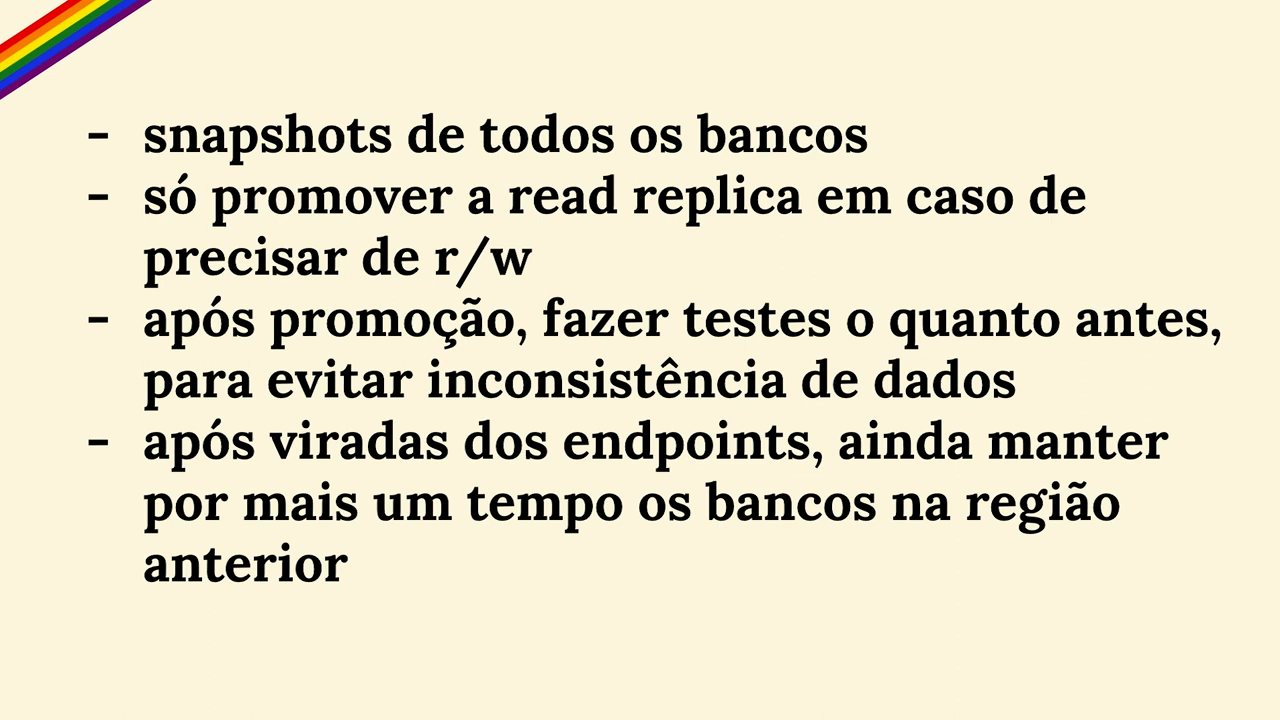 - snapshots de todos os bancos
- só promover a read replica em caso de
precisar de r/w
- após promoção, fazer testes o quanto antes,
para evitar inconsistência de dados
- após viradas dos endpoints, ainda manter
por mais um tempo os bancos na região
anterior